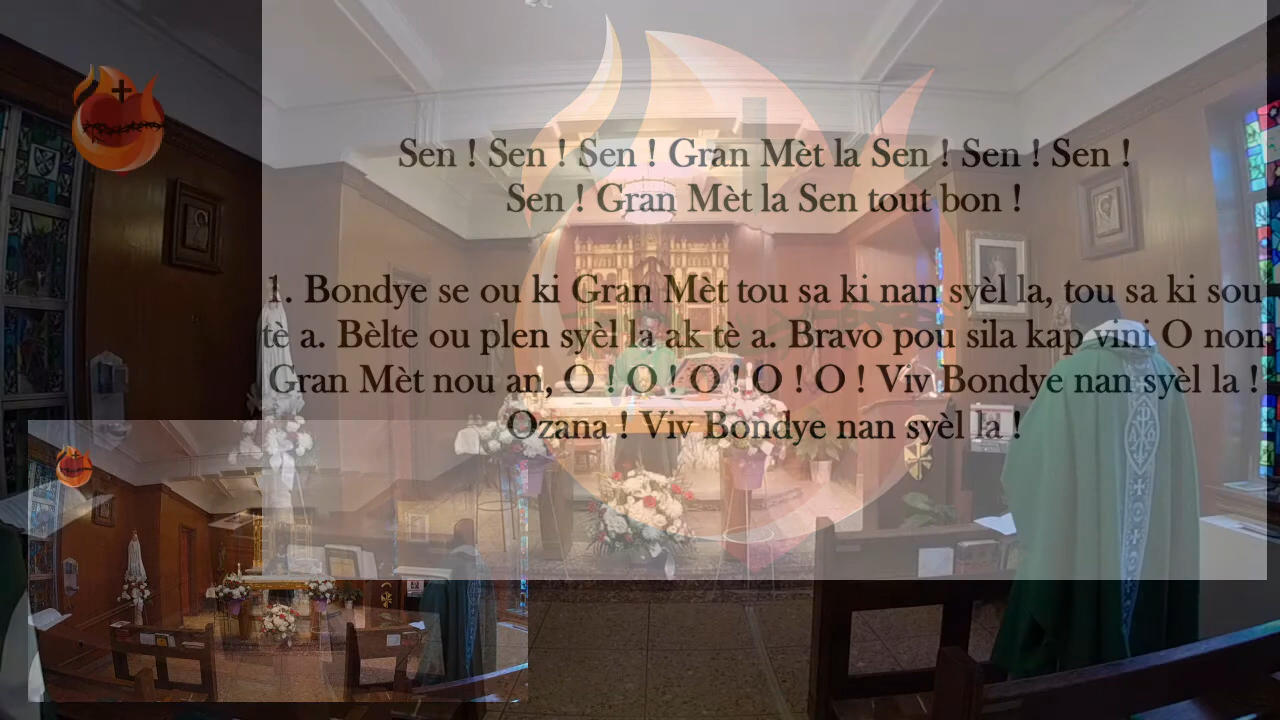 Sen ! Sen ! Sen ! Gran Mèt la Sen ! Sen ! Sen !
Sen ! Gran Mèt la Sen tout bon !
1. Bondye se ou ki Gran Mèt tou sa ki nan syèl la, tou sa ki sou
tè a. Bèlte ou plen syèl la ak tè a. Bravo pou sila kap vini O non
Gran Mèt nou an, O ! O ! O ! O ! O ! Viv Bondye nan syèl la !
Ozana ! Viv Bondye nan syèl la !